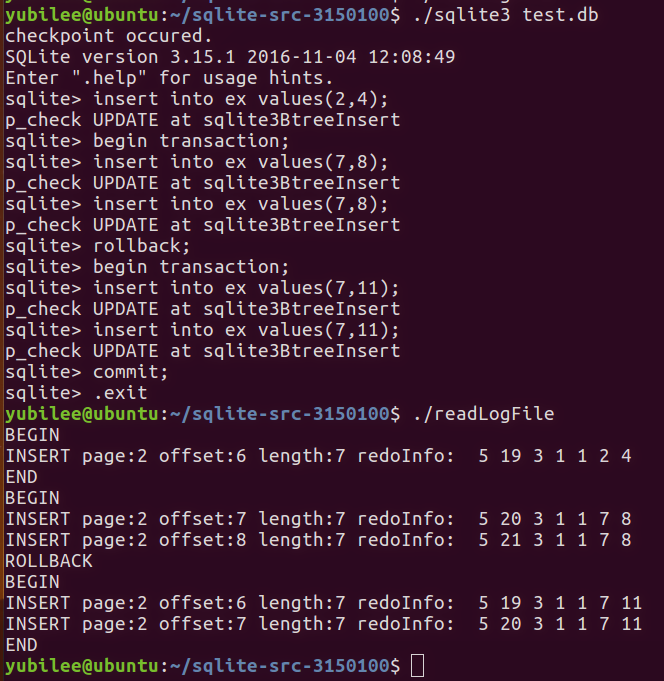 yubilee@ubuntu:~/sqlite-src-3150100$ ./sqlite3 test.db
checkpoint occured.
SQLite version 3.15.1 2016-11-04 12:08:49
Enter ".help" for usage hints.
sqlite> insert into ex values(2,4);
p_check UPDATE at sqlite3BtreeInsert
sqlite> begin transaction;
sqlite> insert into ex values(7,8);
p_check UPDATE at sqlite3BtreeInsert
sqlite> insert into ex values(7,8);
p_check UPDATE at sqlite3BtreeInsert
sqlite> rollback;
sqlite> begin transaction;
sqlite> insert into ex values(7,11);
p_check UPDATE at sqlite3BtreeInsert
sqlite> insert into ex values(7,11);
p_check UPDATE at sqlite3BtreeInsert
sqlite> commit;
sqlite> .exit
yubilee@ubuntu:~/sqlite-src-3150100$ ./readLogFile
BEGIN
INSERT page:2 offset:6 length:7 redoInfo:  5 19 3 1 1 2 4
END
BEGIN
INSERT page:2 offset:7 length:7 redoInfo:  5 20 3 1 1 7 8
INSERT page:2 offset:8 length:7 redoInfo:  5 21 3 1 1 7 8
ROLLBACK
BEGIN
INSERT page:2 offset:6 length:7 redoInfo:  5 19 3 1 1 7 11
INSERT page:2 offset:7 length:7 redoInfo:  5 20 3 1 1 7 11
END
yubilee@ubuntu:~/sqlite-src-3150100$